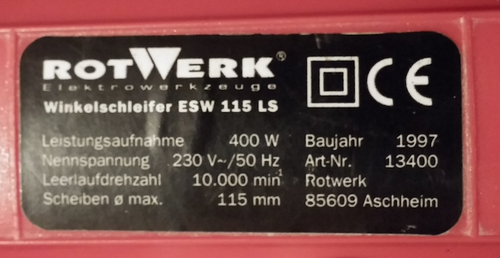 ROTWERK®
Elektrowerkzeuge
Winkelschleifer ESW 115 LS
CE
Leistungsaufnahme 400 W
Nennspannung 230 V~/50 Hz
Leerlaufdrehzahl 10.000 min⁻¹
Scheiben ø max. 115 mm
Baujahr 1997
Art-Nr. 13400
Rotwerk
85609 Aschheim